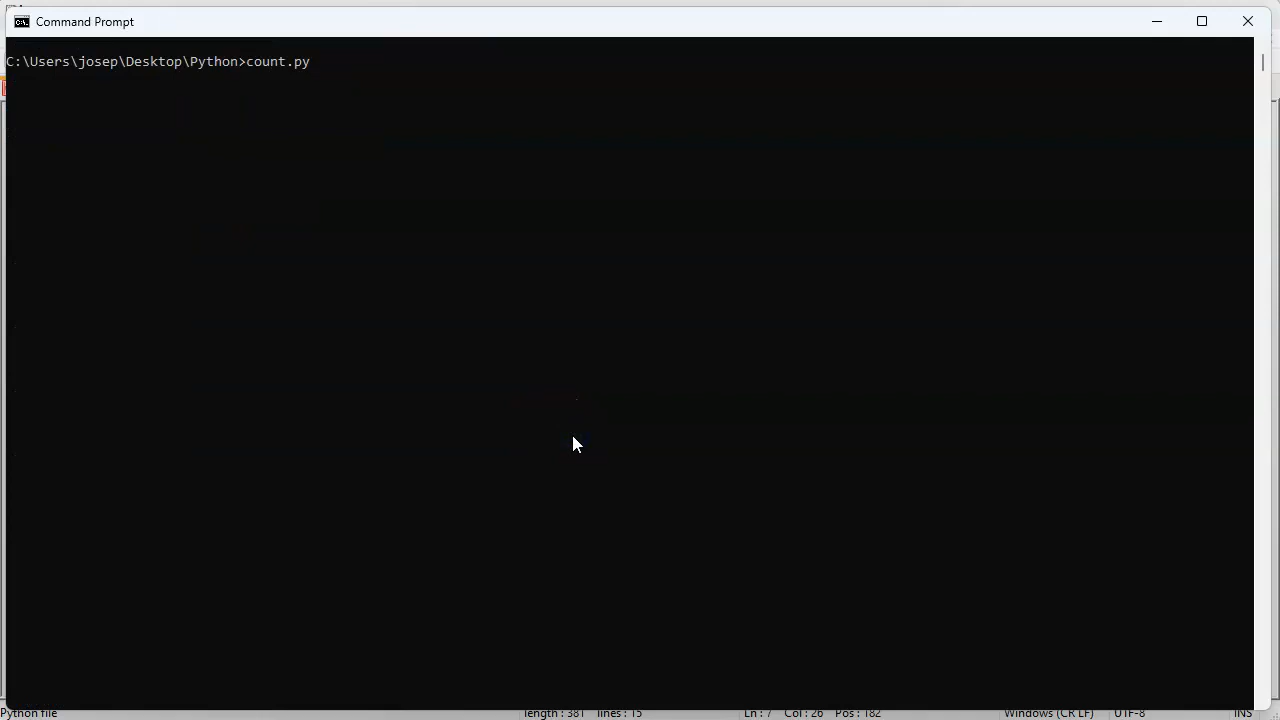 Command Prompt
C:\Users\josep\Desktop\Python>count.py
Python file length : 381 lines : 15 Ln : 7 Col : 26 Pos : 182 Windows (CR LF) UTF-8 INS